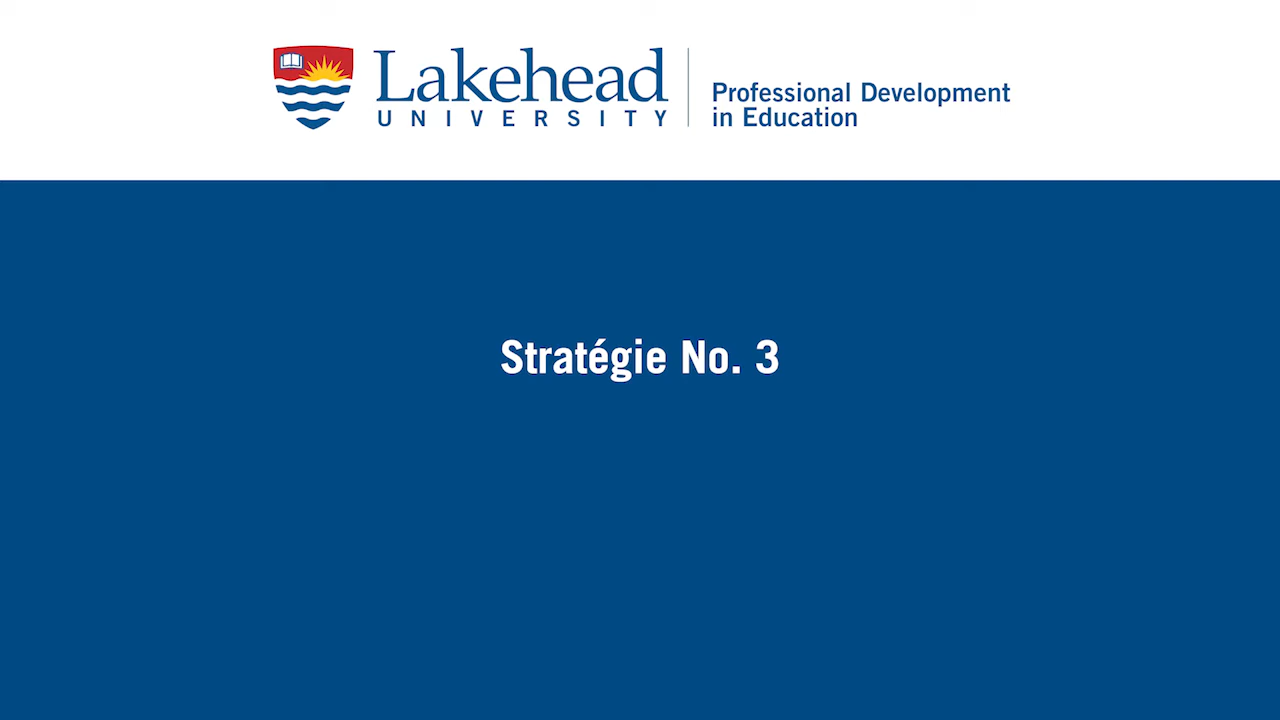 Lakehead
UNIVERSITY
Professional Development
in Education
Stratégie No. 3